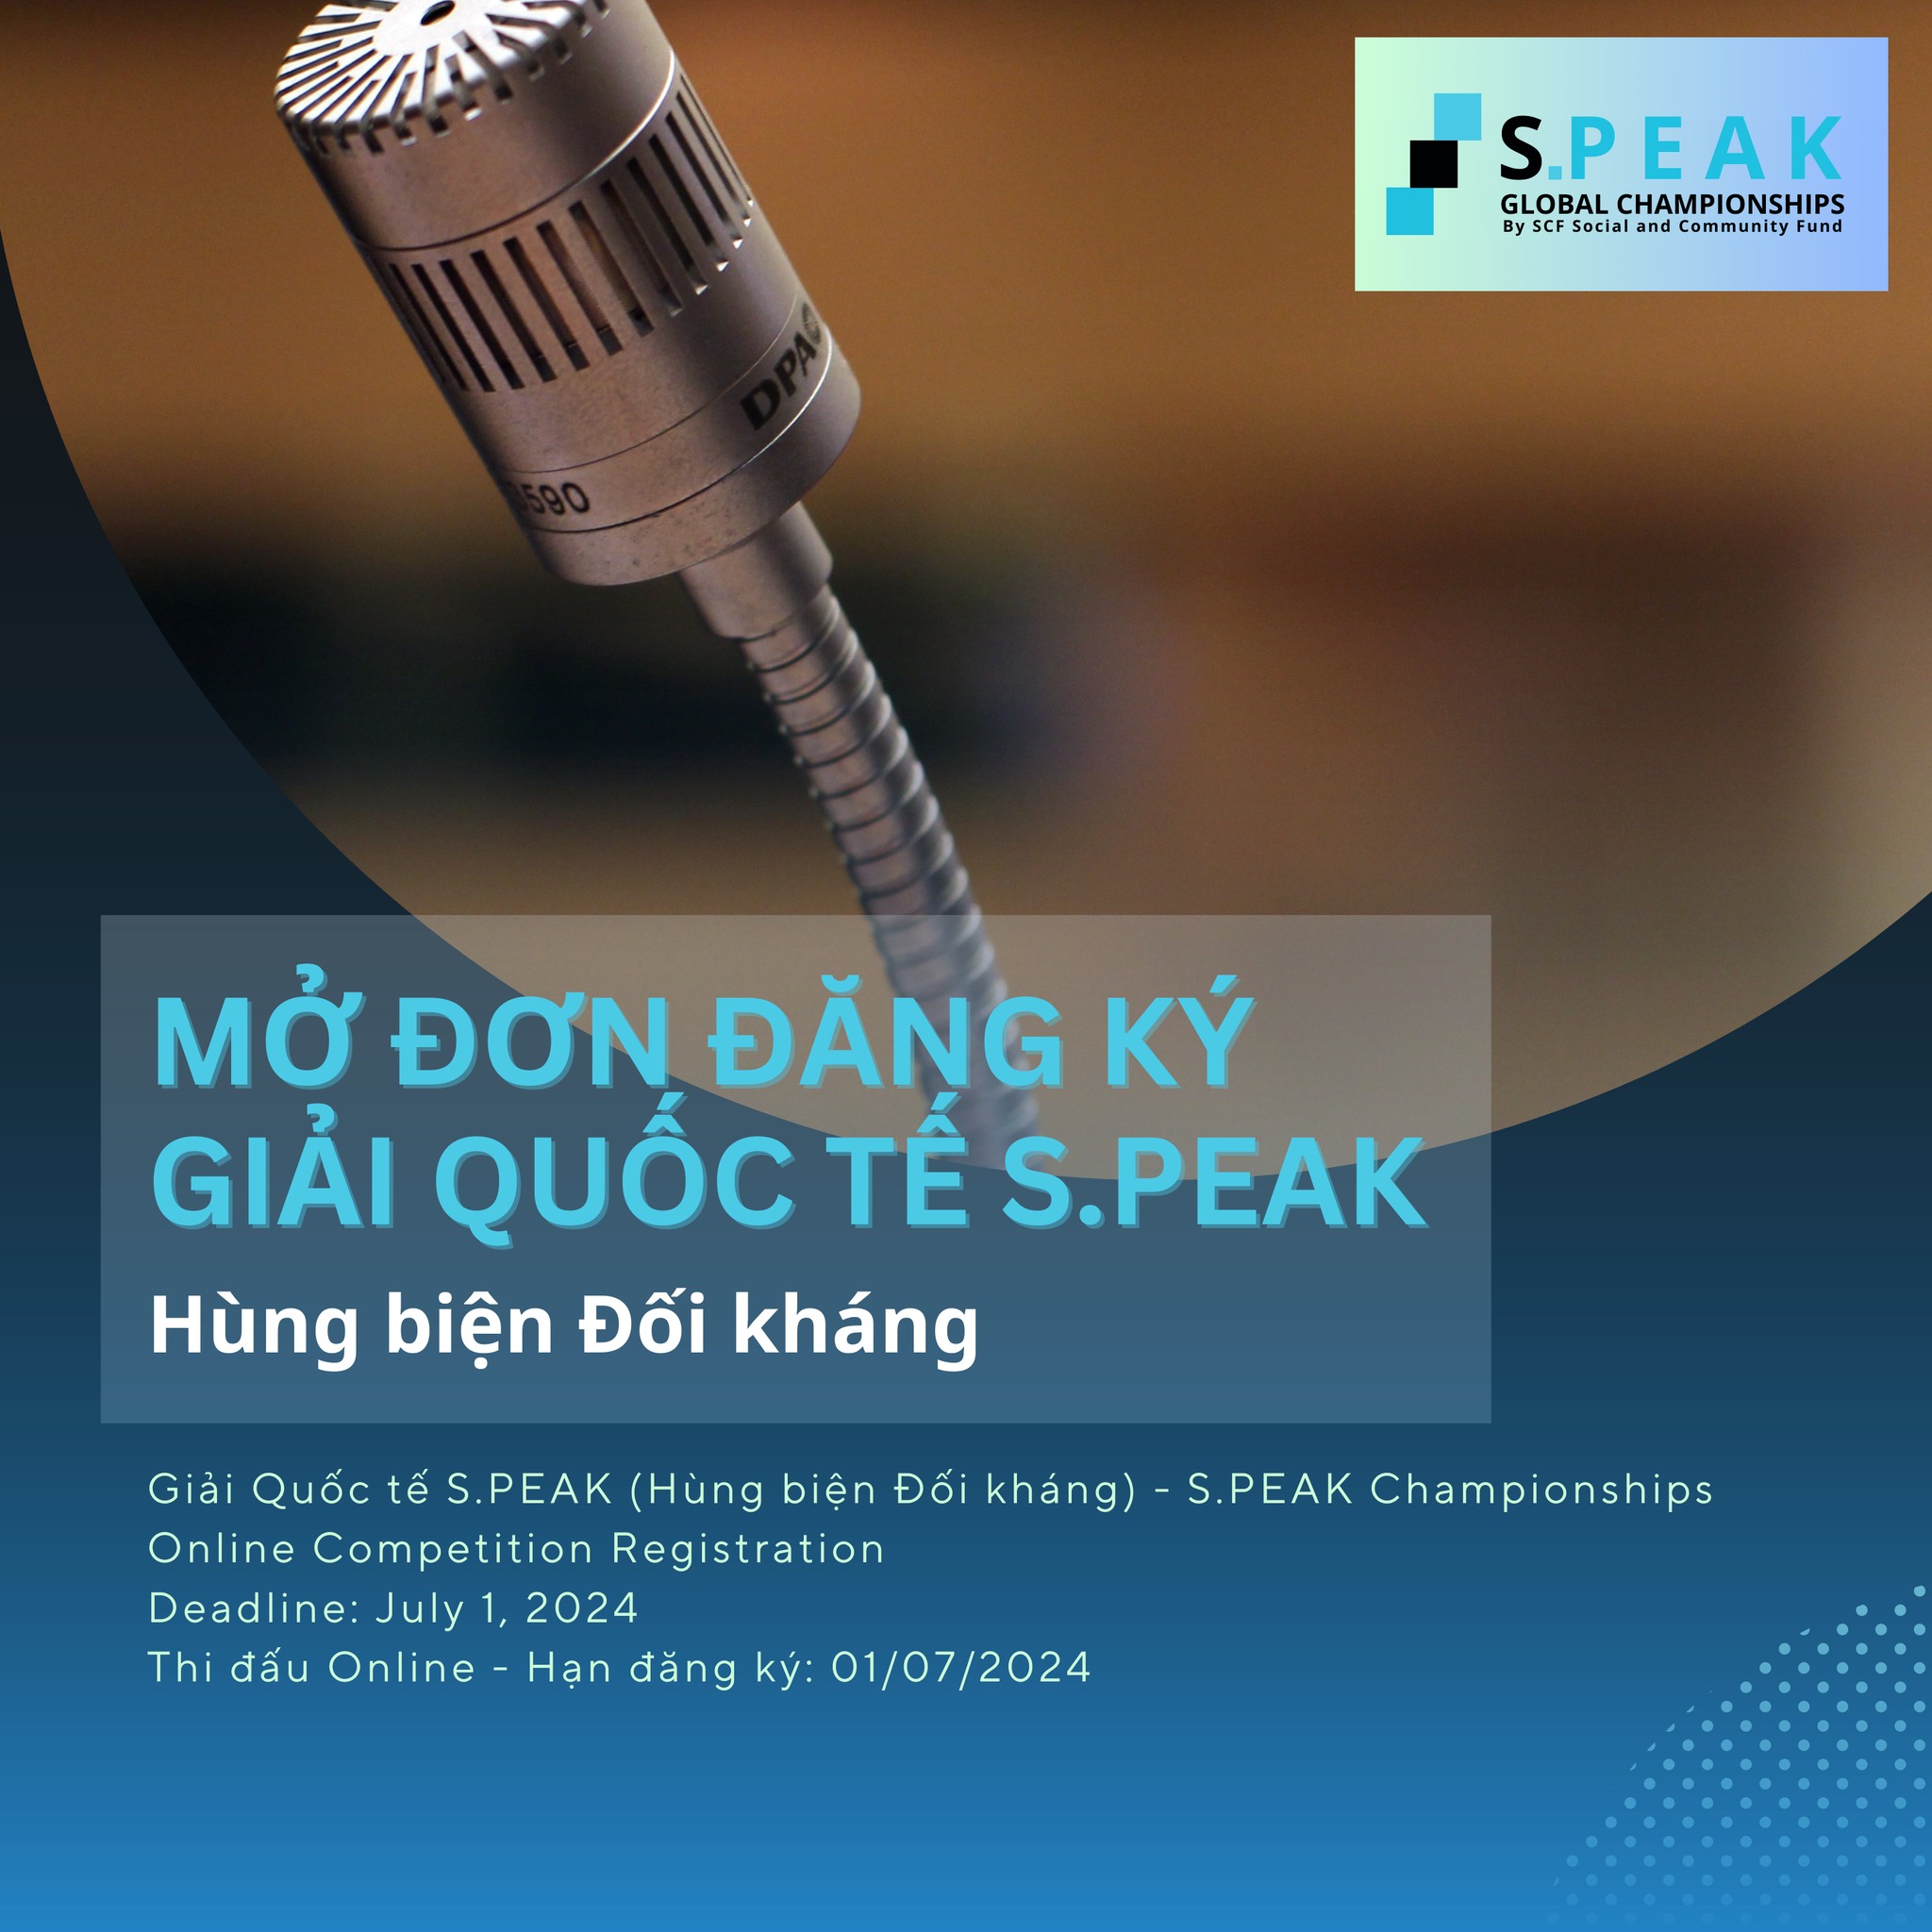 S.PEAK
GLOBAL CHAMPIONSHIPS
By SCF Social and Community Fund
DPA
MỞ ĐƠN ĐĂNG KÝ
GIẢI QUỐC TẾ S.PEAK
Hùng biện Đối kháng
Giải Quốc tế S.PEAK (Hùng biện Đối kháng) - S.PEAK Championships
Online Competition Registration
Deadline: July 1, 2024
Thi đấu Online - Hạn đăng ký: 01/07/2024